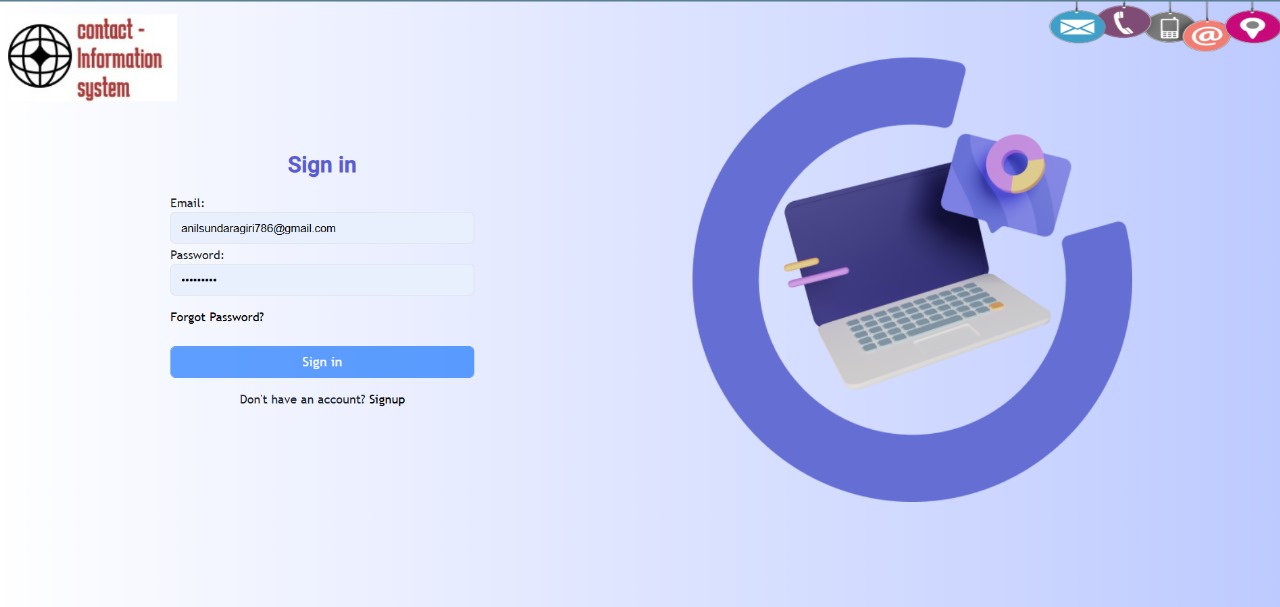 contact -
Information
system
Sign in
Email:
anilsundaragiri786@gmail.com
Password:
•••••••••
Forgot Password?
Sign in
Don't have an account? Signup
@